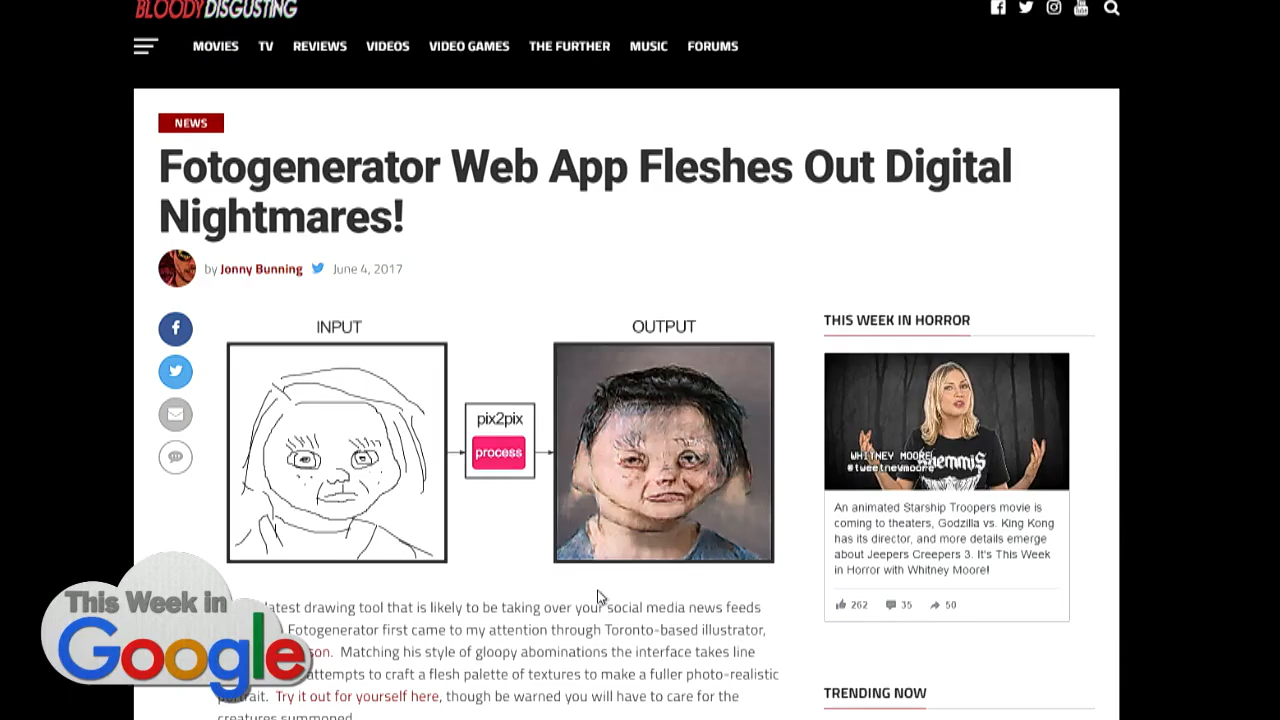 BLOODY DISGUSTING
MOVIES TV REVIEWS VIDEOS VIDEO GAMES THE FURTHER MUSIC FORUMS
NEWS
Fotogenerator Web App Fleshes Out Digital
Nightmares!
by Jonny Bunning June 4, 2017
INPUT
OUTPUT
pix2pix
process
latest drawing tool that is likely to be taking over your social media news feeds
Fotogenerator first came to my attention through Toronto-based illustrator,
son. Matching his style of gloopy abominations the interface takes line
attempts to craft a flesh palette of textures to make a fuller photo-realistic
portrait. Try it out for yourself here, though be warned you will have to care for the
creatures summoned
THIS WEEK IN HORROR
WHITNEY MOORE
@tweetnewmoore
An animated Starship Troopers movie is
coming to theaters, Godzilla vs. King Kong
has its director, and more details emerge
about Jeepers Creepers 3. It's This Week
in Horror with Whitney Moore!
262 35 50
TRENDING NOW
This Week in
Google